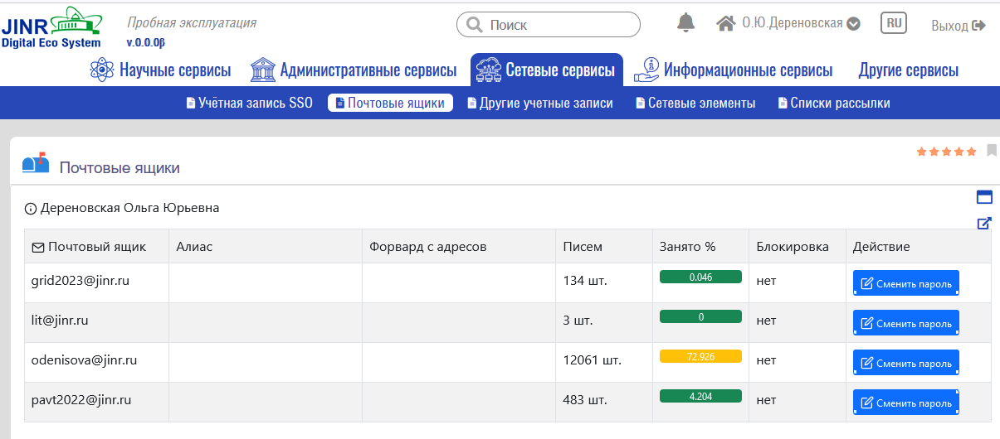 JINR
Digital Eco System
Пробная эксплуатация
v.0.0.0β
Поиск
О.Ю.Дереновская
RU
Выход
Научные сервисы
Административные сервисы
Сетевые сервисы
Информационные сервисы
Другие сервисы
Учётная запись SSO
Почтовые ящики
Другие учетные записи
Сетевые элементы
Списки рассылки
Почтовые ящики
Дереновская Ольга Юрьевна
Почтовый ящик Алиас Форвард с адресов Писем Занято % Блокировка Действие
grid2023@jinr.ru 134 шт. 0.046 нет Сменить пароль
lit@jinr.ru 3 шт. 0 нет Сменить пароль
odenisova@jinr.ru 12061 шт. 72.926 нет Сменить пароль
pavt2022@jinr.ru 483 шт. 4.204 нет Сменить пароль